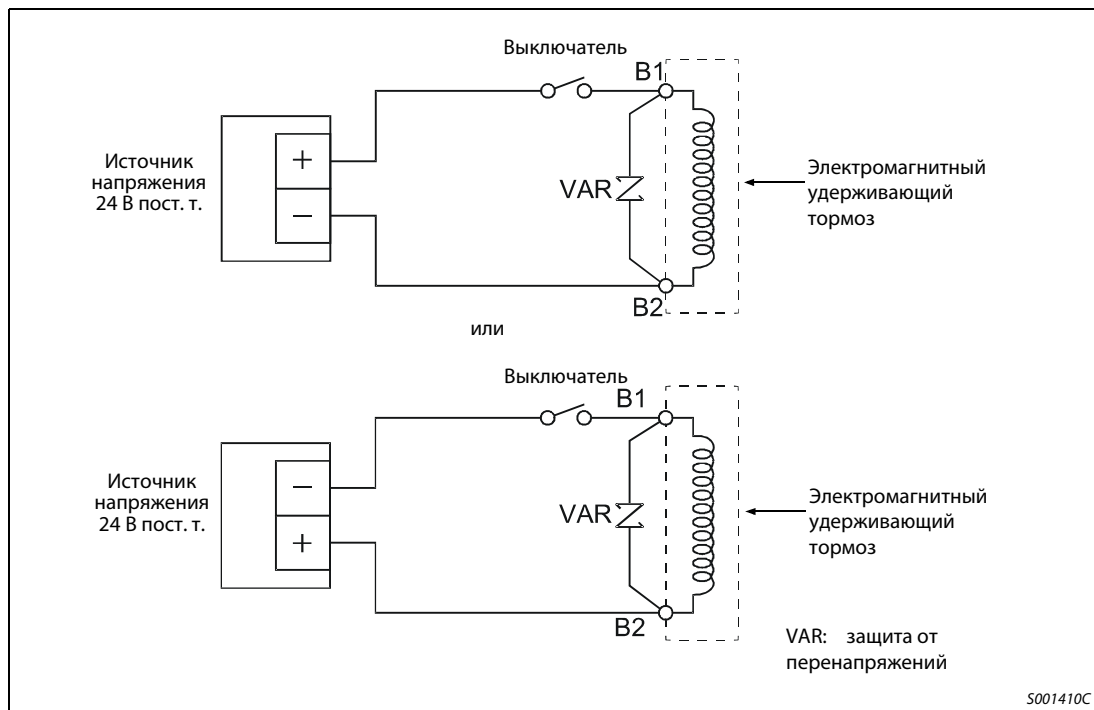 Выключатель
B1
Источник
напряжения
24 В пост. т.
+
−
VAR
Электромагнитный
удерживающий
тормоз
B2
или
Выключатель
B1
Источник
напряжения
24 В пост. т.
−
+
VAR
Электромагнитный
удерживающий
тормоз
B2
VAR: защита от
перенапряжений
S001410C